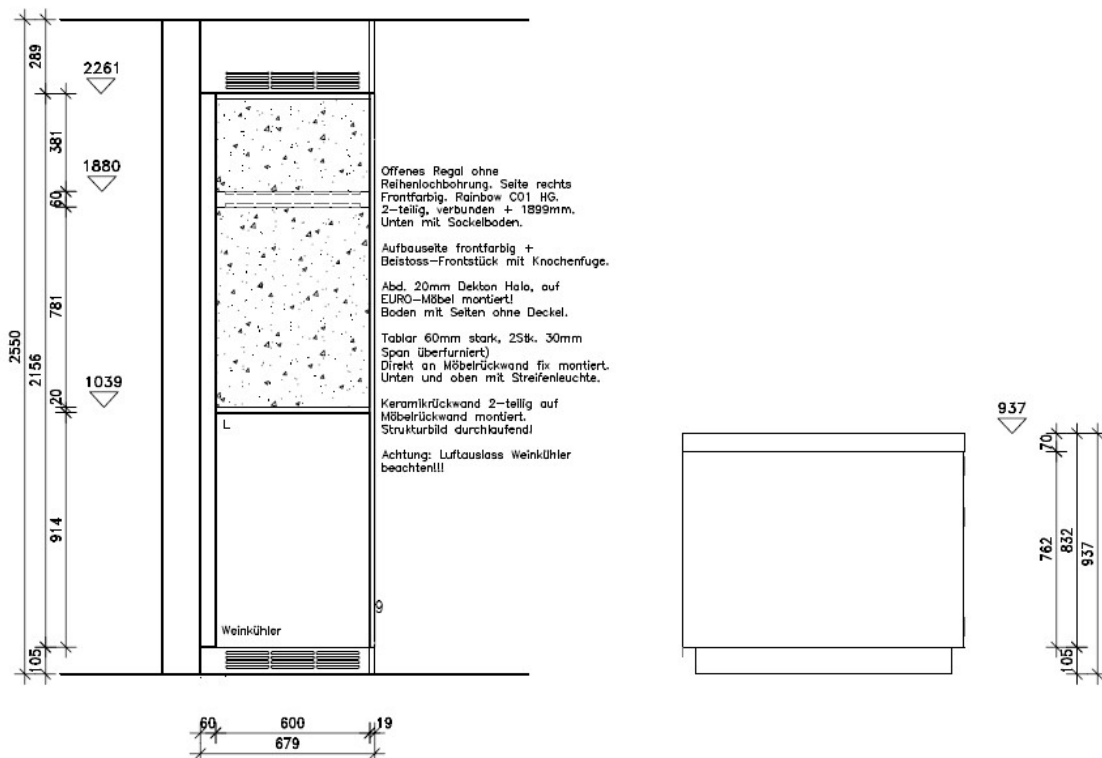 289
2261
381
1880
60
Offenes Regal ohne
Reihenlochbohrung. Seite rechts
Frontfarbig. Rainbow C01 HG.
2-teilig, verbunden + 1899mm.
Unten mit Sockelboden.
Aufbauseite frontfarbig +
Beistoss-Frontstück mit Knochenfuge.
Abd. 20mm Dekton Halo, auf
EURO-Möbel montiert!
Boden mit Seiten ohne Deckel.
Tablar 60mm stark, 2Stk. 30mm
Span überfurniert)
Direkt an Möbelrückwand fix montiert.
Unten und oben mit Streifenleuchte.
Keramikrückwand 2-teilig auf
Möbelrückwand montiert.
Strukturbild durchlaufend!
Achtung: Luftauslass Weinkühler
beachten!!!
781
2550
2156
1039
20
L
914
9
Weinkühler
105
60 600 19
679
937
70
762
832
937
105